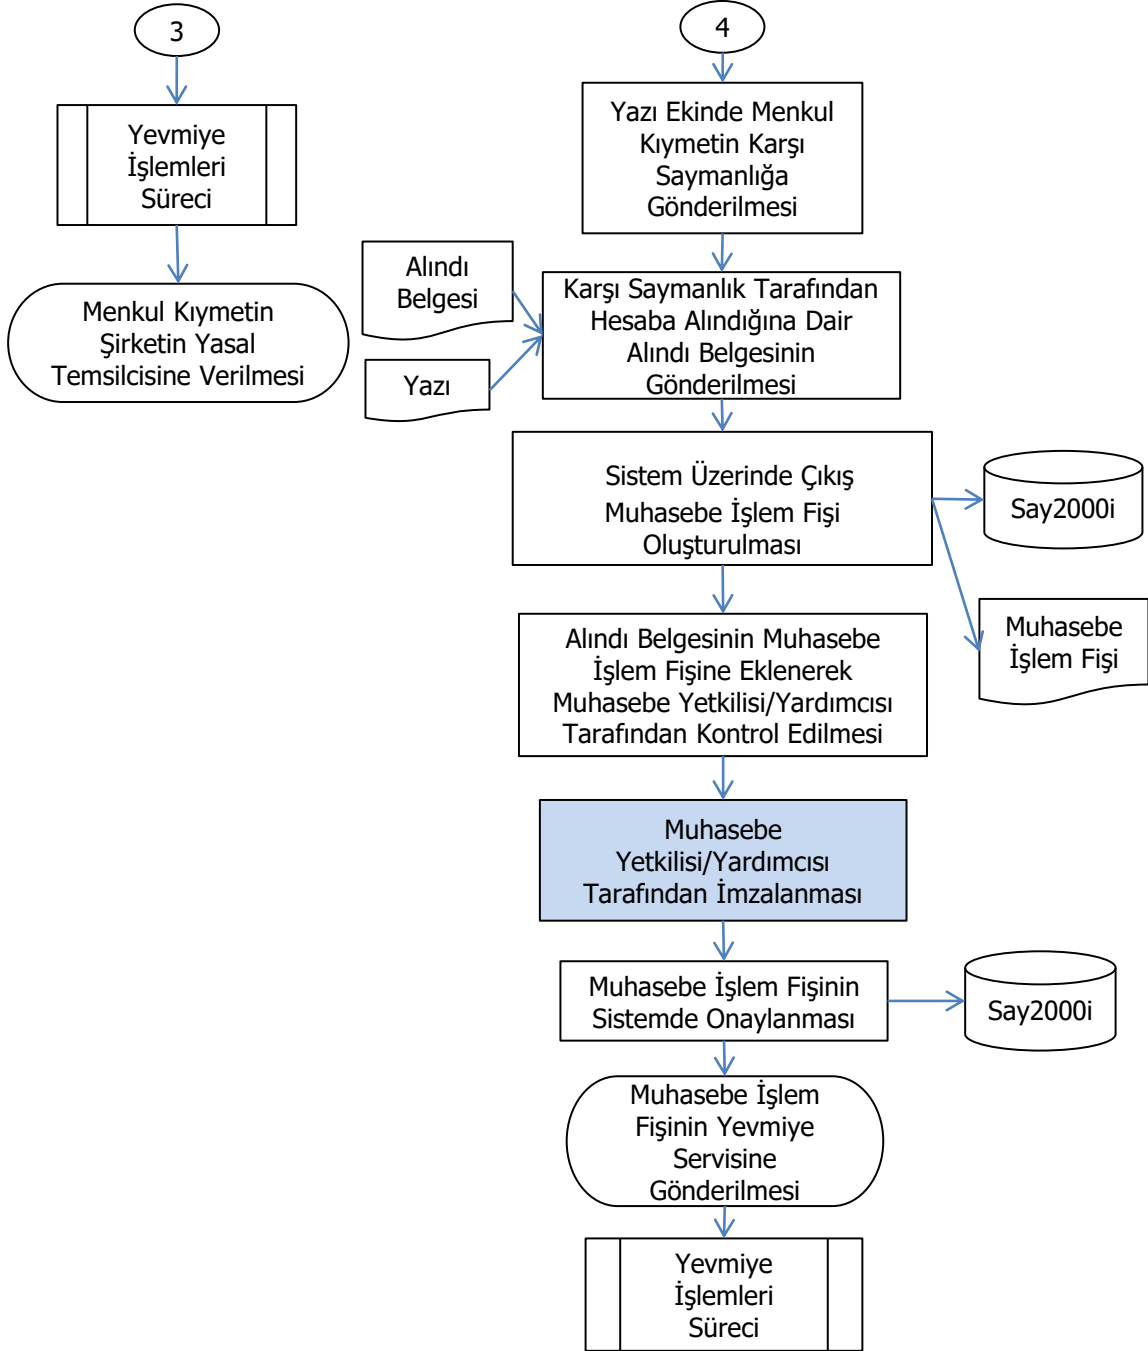 3
Yevmiye
İşlemleri
Süreci
Menkul Kıymetin
Şirketin Yasal
Temsilcisine Verilmesi
4
Yazı Ekinde Menkul
Kıymetin Karşı
Saymanlığa
Gönderilmesi
Alındı
Belgesi
Yazı
Karşı Saymanlık Tarafından
Hesaba Alındığına Dair
Alındı Belgesinin
Gönderilmesi
Sistem Üzerinde Çıkış
Muhasebe İşlem Fişi
Oluşturulması
Say2000i
Muhasebe
İşlem Fişi
Alındı Belgesinin Muhasebe
İşlem Fişine Eklenerek
Muhasebe Yetkilisi/Yardımcısı
Tarafından Kontrol Edilmesi
Muhasebe
Yetkilisi/Yardımcısı
Tarafından İmzalanması
Muhasebe İşlem Fişinin
Sistemde Onaylanması
Say2000i
Muhasebe İşlem
Fişinin Yevmiye
Servisine
Gönderilmesi
Yevmiye
İşlemleri
Süreci